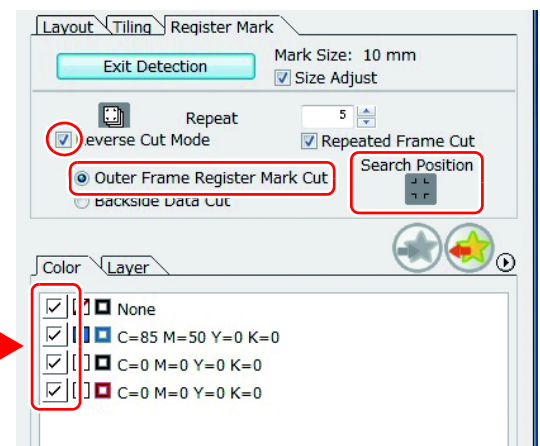 Layout Tiling Register Mark
Exit Detection
Mark Size: 10 mm
Size Adjust
Repeat 5
Reverse Cut Mode
Repeated Frame Cut
Outer Frame Register Mark Cut
Search Position
Backside Data Cut
Color Layer
None
C=85 M=50 Y=0 K=0
C=0 M=0 Y=0 K=0
C=0 M=0 Y=0 K=0